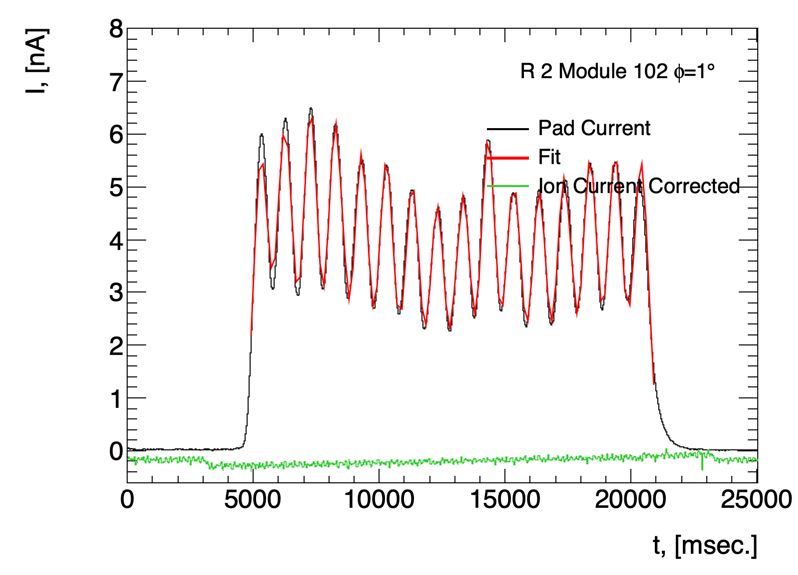 I, [nA]
8
7
6
5
4
3
2
1
0
R 2 Module 102 ϕ=1°
Pad Current
Fit
Ion Current Corrected
0 5000 10000 15000 20000 25000
t, [msec.]